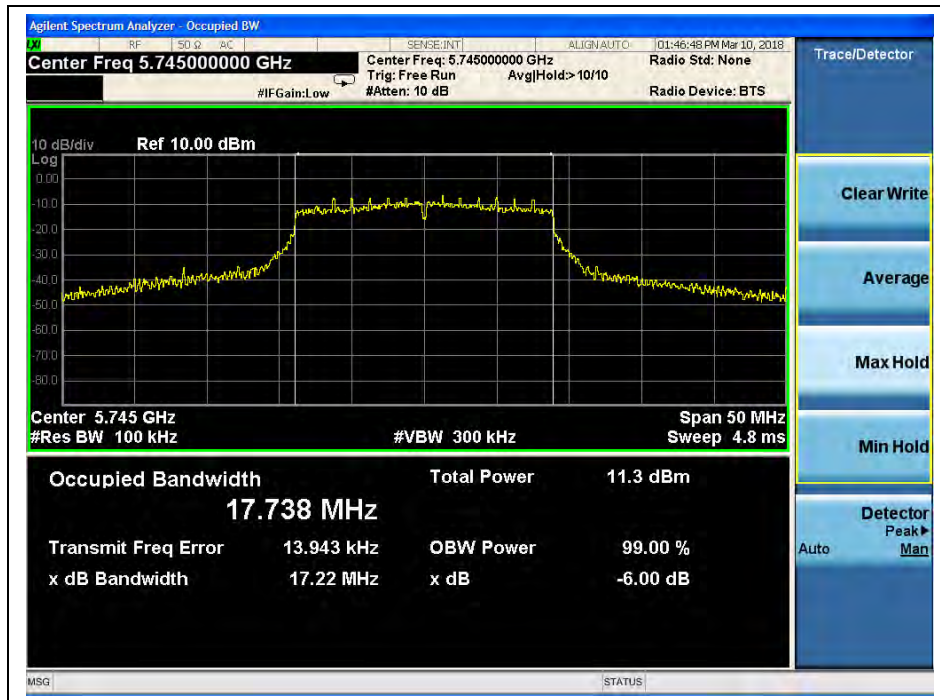 Agilent Spectrum Analyzer - Occupied BW
LXI RF 50 Ω AC SENSE:INT ALIGN AUTO 01:46:48 PM Mar 10, 2018
Center Freq 5.745000000 GHz
Center Freq: 5.745000000 GHz
Radio Std: None
Trig: Free Run Avg|Hold:> 10/10
#IFGain:Low
#Atten: 10 dB
Radio Device: BTS
10 dB/div Ref 10.00 dBm
Log
0.00
-10.0
-20.0
-30.0
-40.0
-50.0
-60.0
-70.0
-80.0
Center 5.745 GHz Span 50 MHz
#Res BW 100 kHz #VBW 300 kHz Sweep 4.8 ms
Occupied Bandwidth Total Power 11.3 dBm
17.738 MHz
Transmit Freq Error 13.943 kHz OBW Power 99.00 %
x dB Bandwidth 17.22 MHz x dB -6.00 dB
MSG STATUS
Trace/Detector
Clear Write
Average
Max Hold
Min Hold
Detector
Peak▶
Auto Man